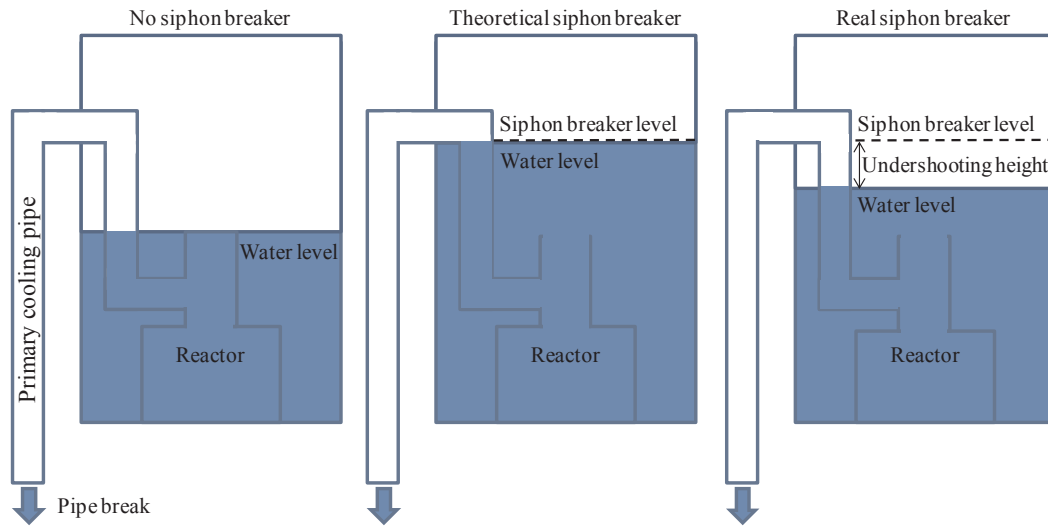 No siphon breaker
Primary cooling pipe
Water level
Reactor
Pipe break
Theoretical siphon breaker
Siphon breaker level
Water level
Reactor
Real siphon breaker
Siphon breaker level
Undershooting height
Water level
Reactor